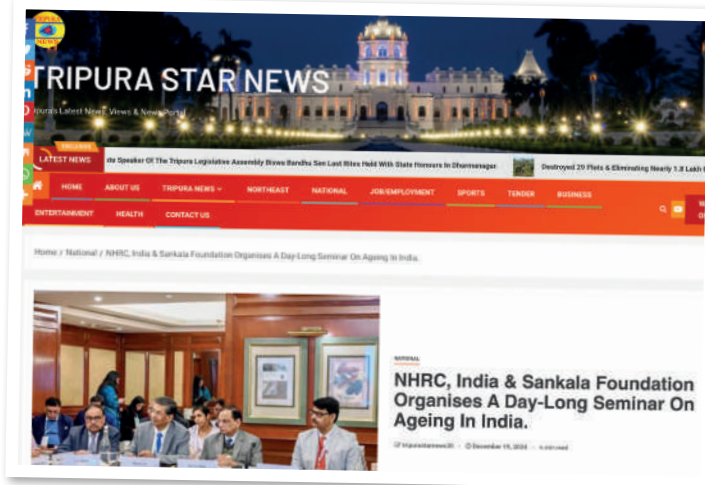 TRIPURA
NEWS
TRIPURA STAR NEWS
Tripura's Latest News, Views & News Portal
EXCLUSIVE
LATEST NEWS
de Speaker Of The Tripura Legislative Assembly Biswa Bandhu Sen Last Rites Held With State Honours In Dharmanagar.
Destroyed 29 Plots & Eliminating Nearly 1.8 Lakh
HOME ABOUT US TRIPURA NEWS NORTHEAST NATIONAL JOB/EMPLOYMENT SPORTS TENDER BUSINESS
ENTERTAINMENT HEALTH CONTACT US
Home / National / NHRC, India & Sankala Foundation Organises A Day-Long Seminar On Ageing In India.
NATIONAL
NHRC, India & Sankala Foundation
Organises A Day-Long Seminar On
Ageing In India.